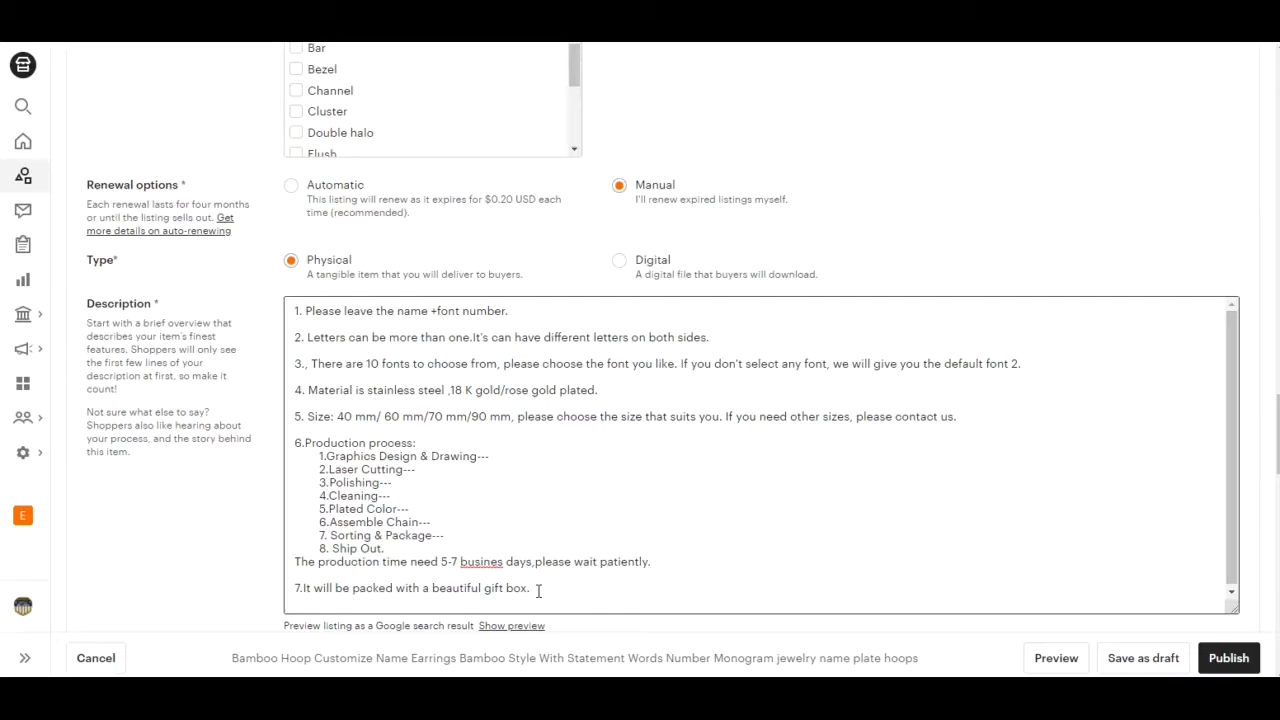 Bar
Bezel
Channel
Cluster
Double halo
Flush
Renewal options *
Each renewal lasts for four months
or until the listing sells out. Get
more details on auto-renewing
Automatic
This listing will renew as it expires for $0.20 USD each
time (recommended).
Manual
I'll renew expired listings myself.
Type*
Physical
A tangible item that you will deliver to buyers.
Digital
A digital file that buyers will download.
Description *
Start with a brief overview that
describes your item's finest
features. Shoppers will only see
the first few lines of your
description at first, so make it
count!
Not sure what else to say?
Shoppers also like hearing about
your process, and the story behind
this item.
1. Please leave the name +font number.
2. Letters can be more than one.It's can have different letters on both sides.
3., There are 10 fonts to choose from, please choose the font you like. If you don't select any font, we will give you the default font 2.
4. Material is stainless steel ,18 K gold/rose gold plated.
5. Size: 40 mm/ 60 mm/70 mm/90 mm, please choose the size that suits you. If you need other sizes, please contact us.
6.Production process:
1.Graphics Design & Drawing---
2.Laser Cutting---
3.Polishing---
4.Cleaning---
5.Plated Color---
6.Assemble Chain---
7. Sorting & Package---
8. Ship Out.
The production time need 5-7 busines days,please wait patiently.
7.It will be packed with a beautiful gift box.
Preview listing as a Google search result Show preview
E
Cancel
Bamboo Hoop Customize Name Earrings Bamboo Style With Statement Words Number Monogram jewelry name plate hoops
Preview
Save as draft
Publish